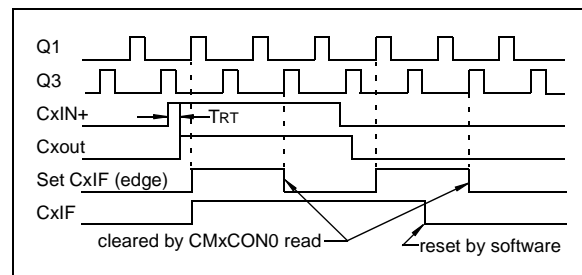 Q1
Q3
CxIN+
TRT
Cxout
Set CxIF (edge)
CxIF
cleared by CMxCON0 read
reset by software